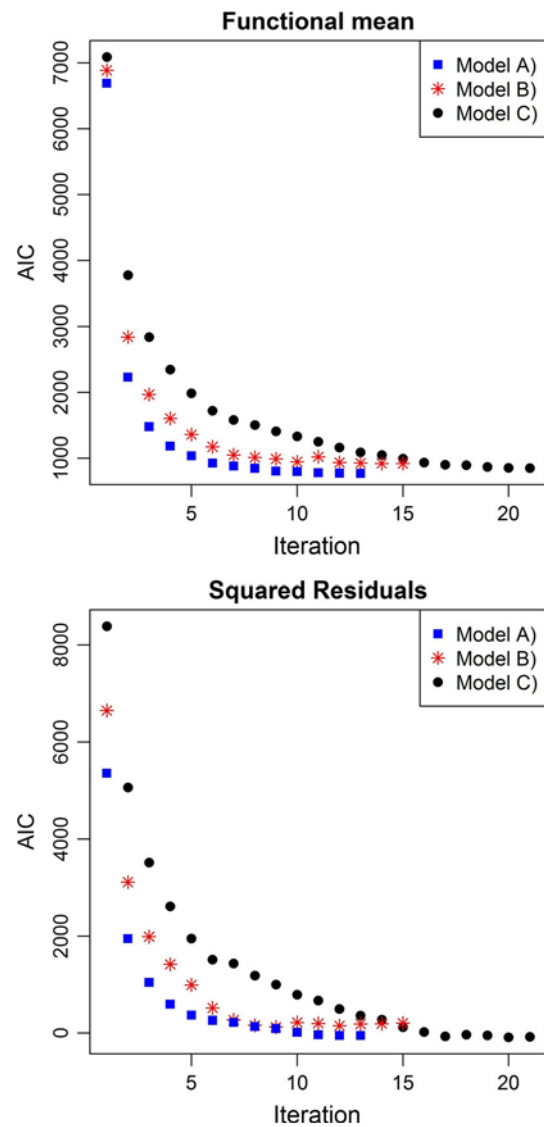 Functional mean
Model A)
Model B)
Model C)
7000
6000
5000
4000
3000
2000
1000
AIC
5
10
15
20
Iteration
Squared Residuals
Model A)
Model B)
Model C)
8000
6000
4000
2000
0
AIC
5
10
15
20
Iteration